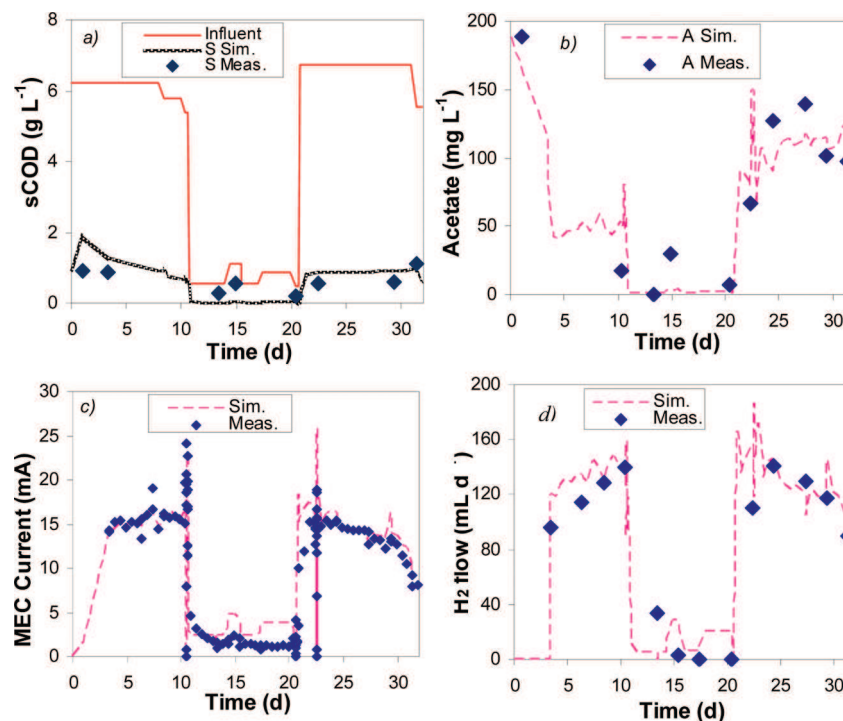 a)
Influent
S Sim.
S Meas.
sCOD (g L-1)
8
6
4
2
0
0 5 10 15 20 25 30
Time (d)
b)
A Sim.
A Meas.
Acetate (mg L-1)
200
150
100
50
0
0 5 10 15 20 25 30
Time (d)
c)
Sim.
Meas.
MEC Current (mA)
30
25
20
15
10
5
0
0 5 10 15 20 25 30
Time (d)
d)
Sim.
Meas.
H2 flow (mL d
200
160
120
80
40
0
0 5 10 15 20 25 30
Time (d)